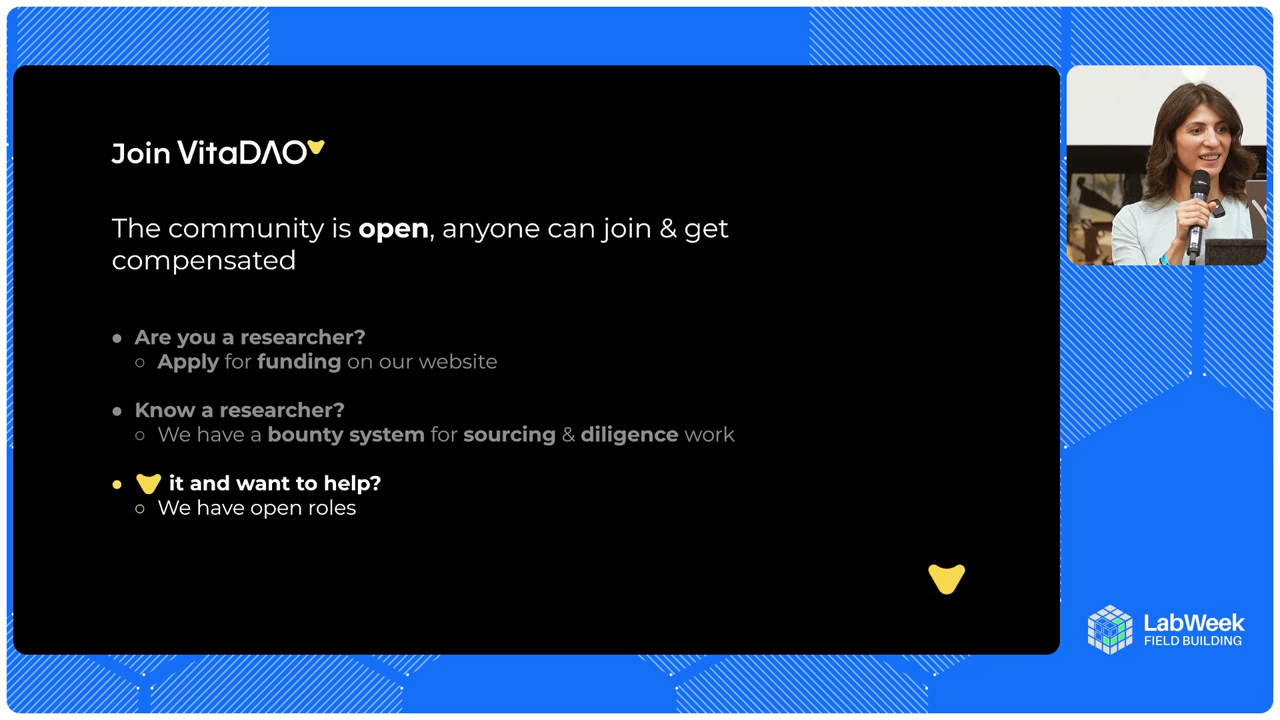 Join VitaDAO
The community is open, anyone can join & get
compensated
Are you a researcher?
Apply for funding on our website
Know a researcher?
We have a bounty system for sourcing & diligence work
it and want to help?
We have open roles
LabWeek
FIELD BUILDING